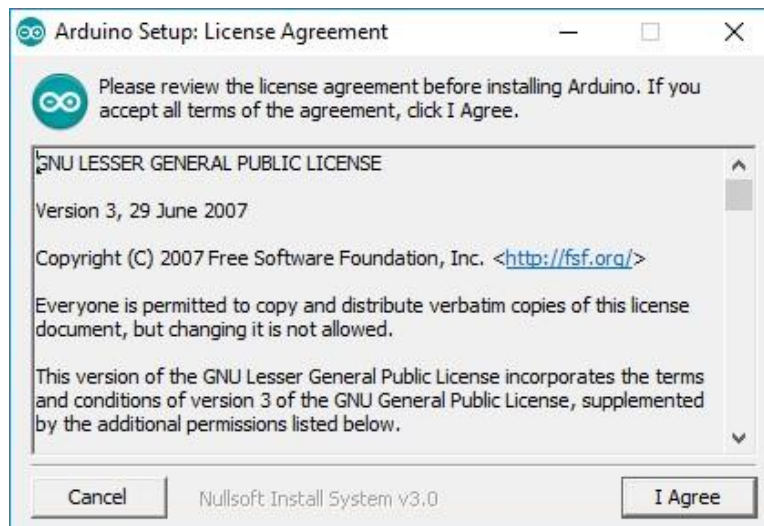 Arduino Setup: License Agreement
Please review the license agreement before installing Arduino. If you
accept all terms of the agreement, click I Agree.
GNU LESSER GENERAL PUBLIC LICENSE
Version 3, 29 June 2007
Copyright (C) 2007 Free Software Foundation, Inc. <http://fsf.org/>
Everyone is permitted to copy and distribute verbatim copies of this license
document, but changing it is not allowed.
This version of the GNU Lesser General Public License incorporates the terms
and conditions of version 3 of the GNU General Public License, supplemented
by the additional permissions listed below.
Cancel
Nullsoft Install System v3.0
I Agree